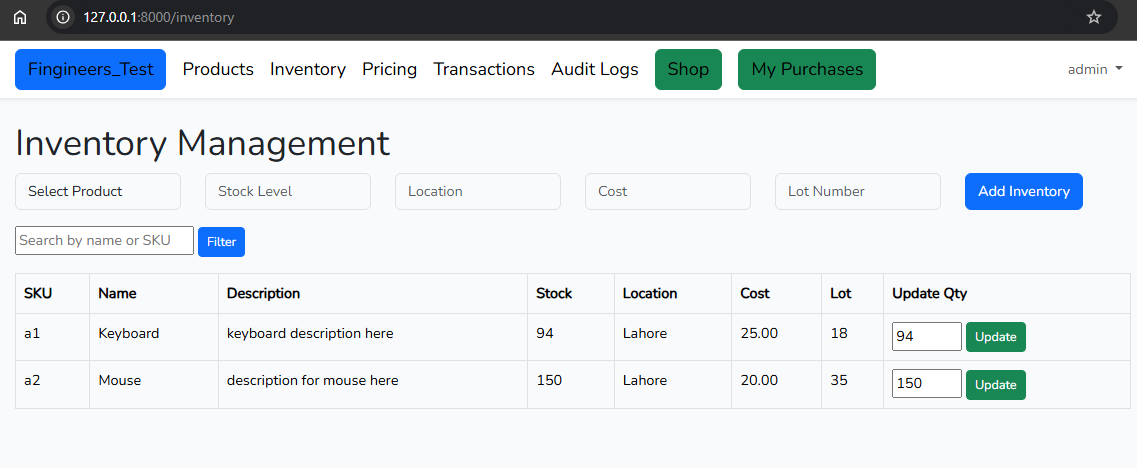 127.0.0.1:8000/inventory
Fingineers_Test Products Inventory Pricing Transactions Audit Logs Shop My Purchases admin
Inventory Management
Select Product Stock Level Location Cost Lot Number Add Inventory
Search by name or SKU Filter
SKU Name Description Stock Location Cost Lot Update Qty
a1 Keyboard keyboard description here 94 Lahore 25.00 18 94 Update
a2 Mouse description for mouse here 150 Lahore 20.00 35 150 Update